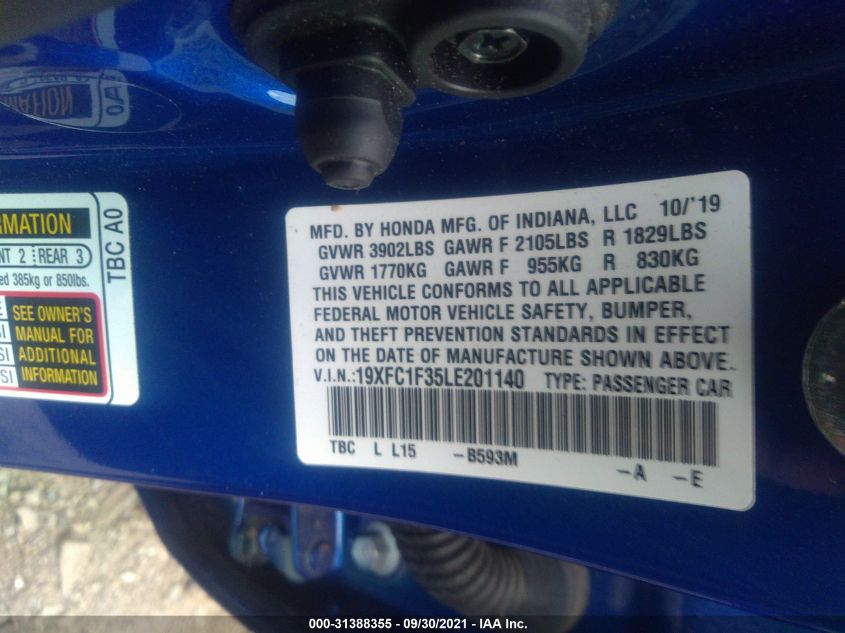 RMATION
NT 2 REAR 3
ed 385kg or 850lbs.
SEE OWNER'S
MANUAL FOR
ADDITIONAL
INFORMATION
TBC A0
MFD. BY HONDA MFG. OF INDIANA, LLC 10/'19
GVWR 3902LBS GAWR F 2105LBS R 1829LBS
GVWR 1770KG GAWR F 955KG R 830KG
THIS VEHICLE CONFORMS TO ALL APPLICABLE
FEDERAL MOTOR VEHICLE SAFETY, BUMPER,
AND THEFT PREVENTION STANDARDS IN EFFECT
ON THE DATE OF MANUFACTURE SHOWN ABOVE.
V.I.N.:19XFC1F35LE201140 TYPE: PASSENGER CAR
TBC L L15 -B593M -A -E
000-31388355 - 09/30/2021 - IAA Inc.